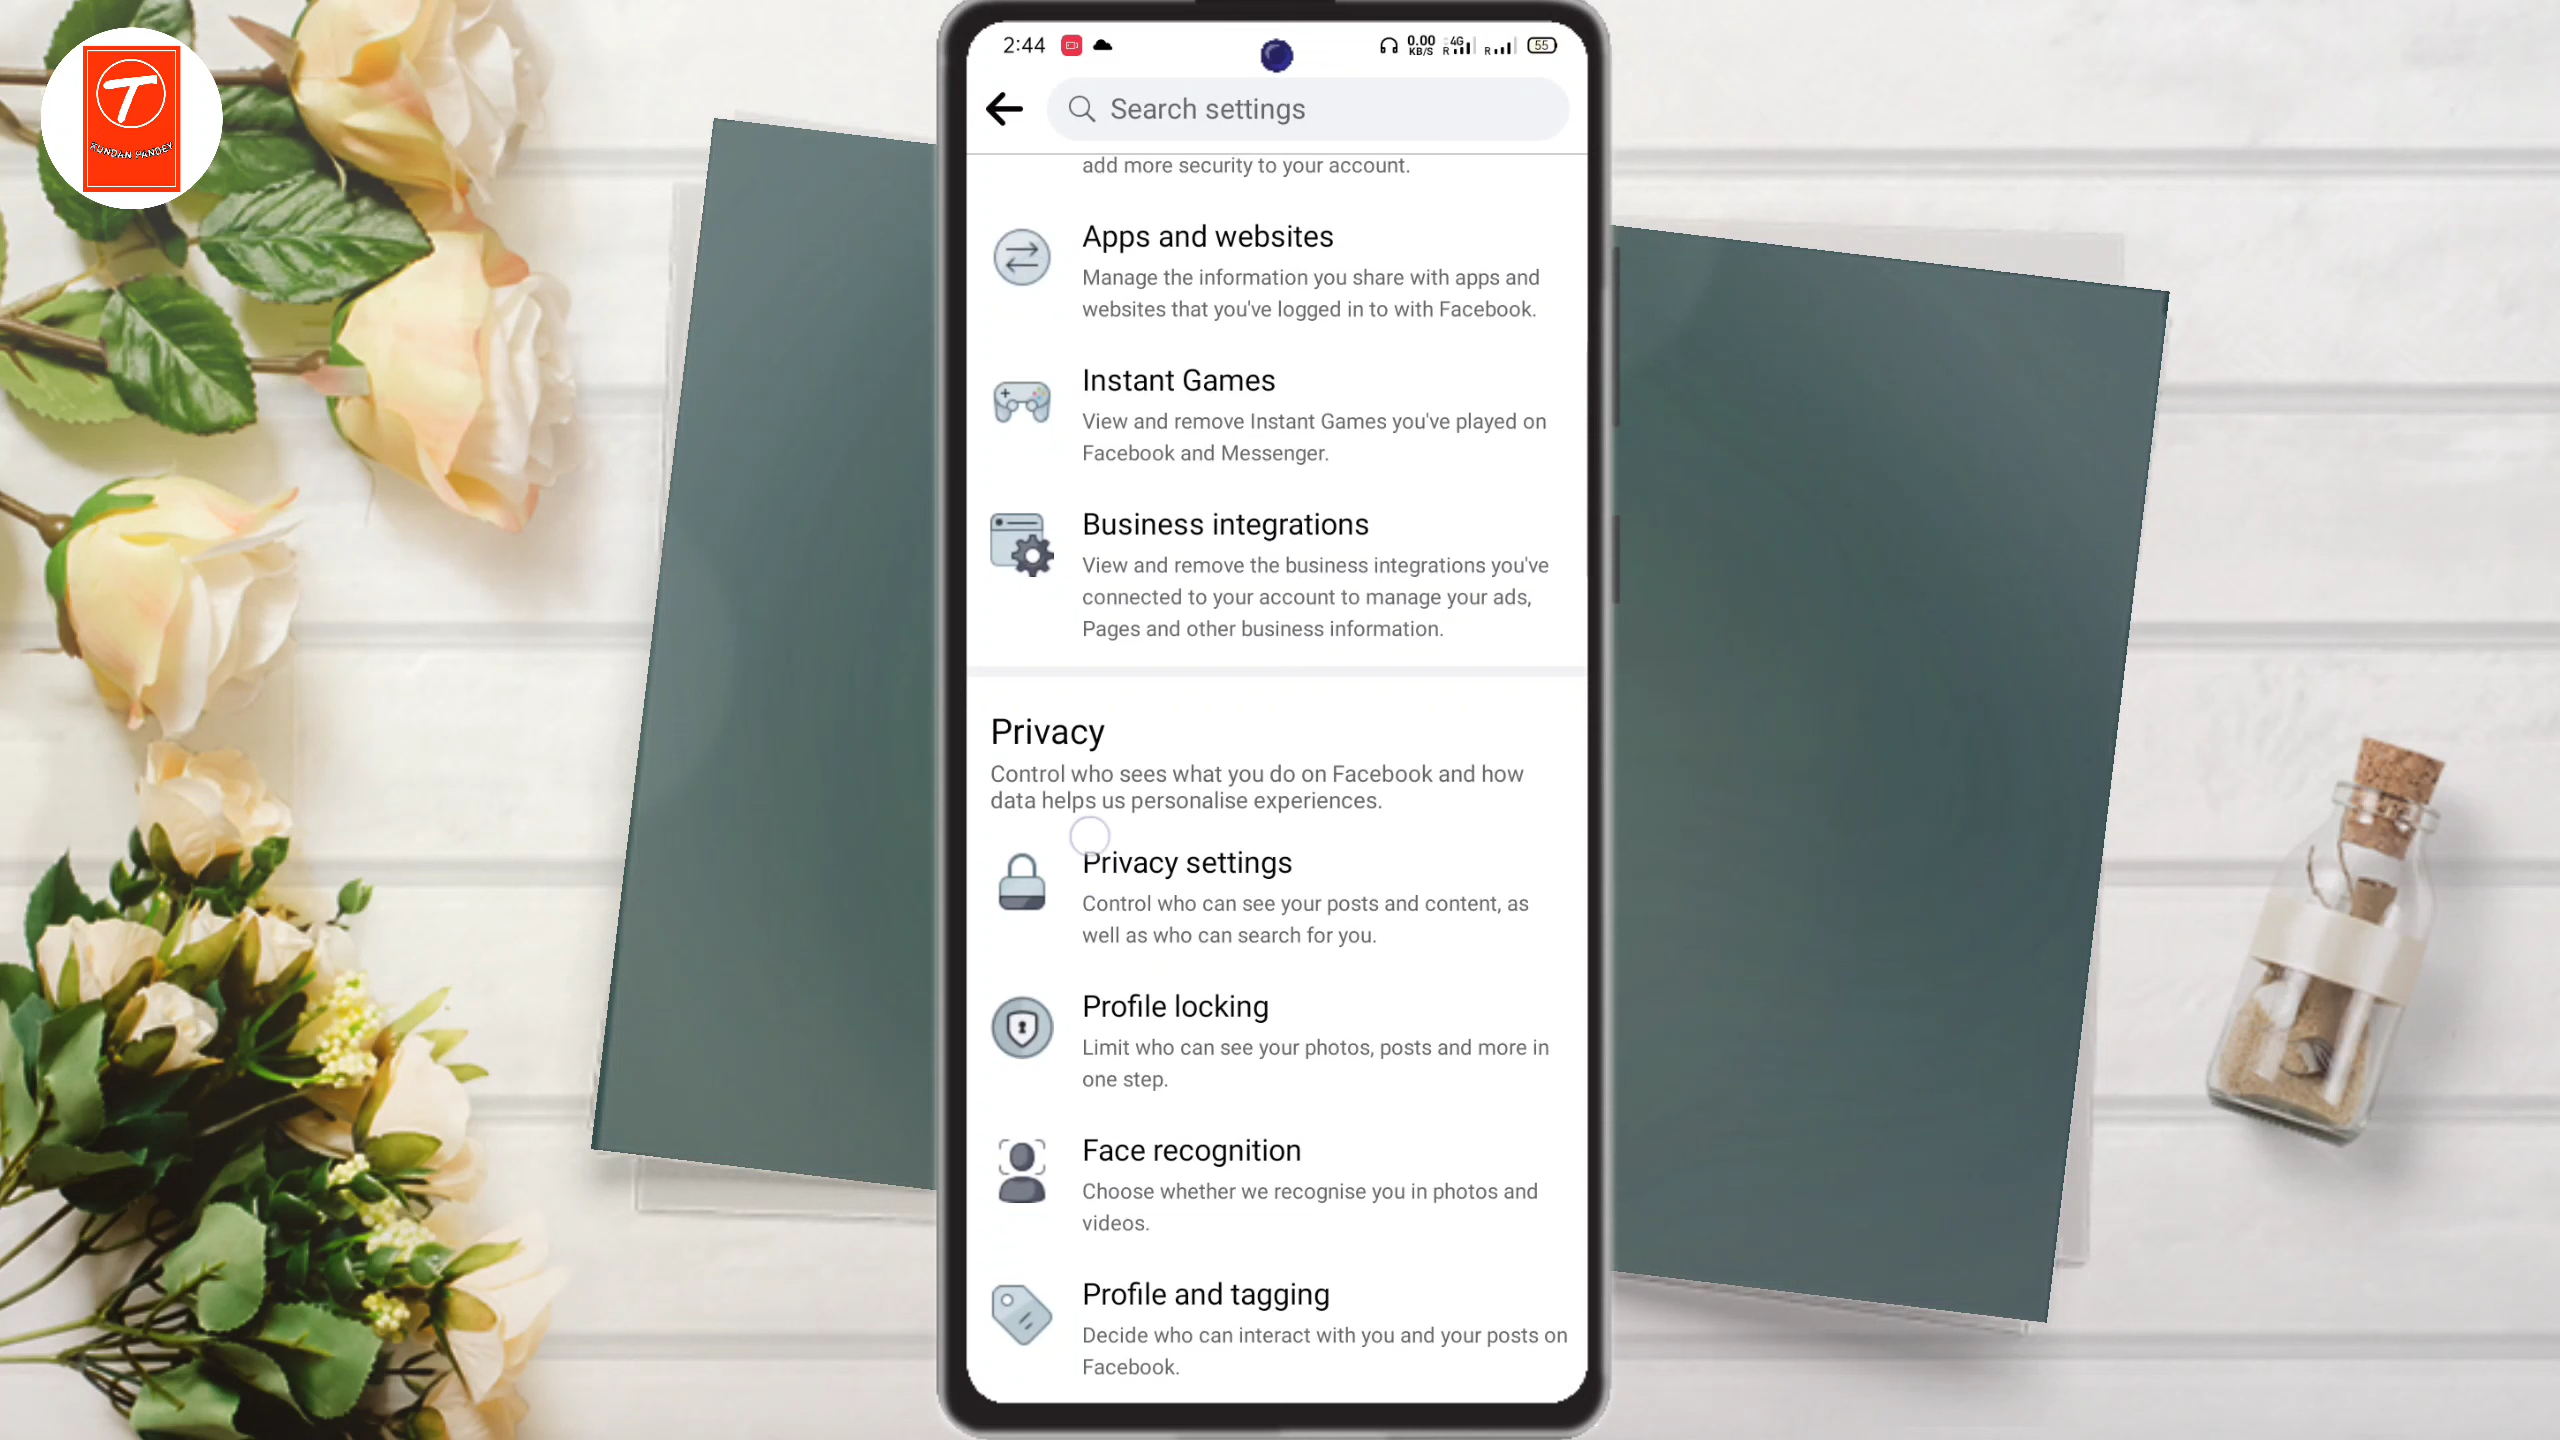 KUNDAN PANDEY
2:44
0.00
KB/S
4G
R
R
55
Search settings
add more security to your account.
Apps and websites
Manage the information you share with apps and
websites that you've logged in to with Facebook.
Instant Games
View and remove Instant Games you've played on
Facebook and Messenger.
Business integrations
View and remove the business integrations you've
connected to your account to manage your ads,
Pages and other business information.
Privacy
Control who sees what you do on Facebook and how
data helps us personalise experiences.
Privacy settings
Control who can see your posts and content, as
well as who can search for you.
Profile locking
Limit who can see your photos, posts and more in
one step.
Face recognition
Choose whether we recognise you in photos and
videos.
Profile and tagging
Decide who can interact with you and your posts on
Facebook.